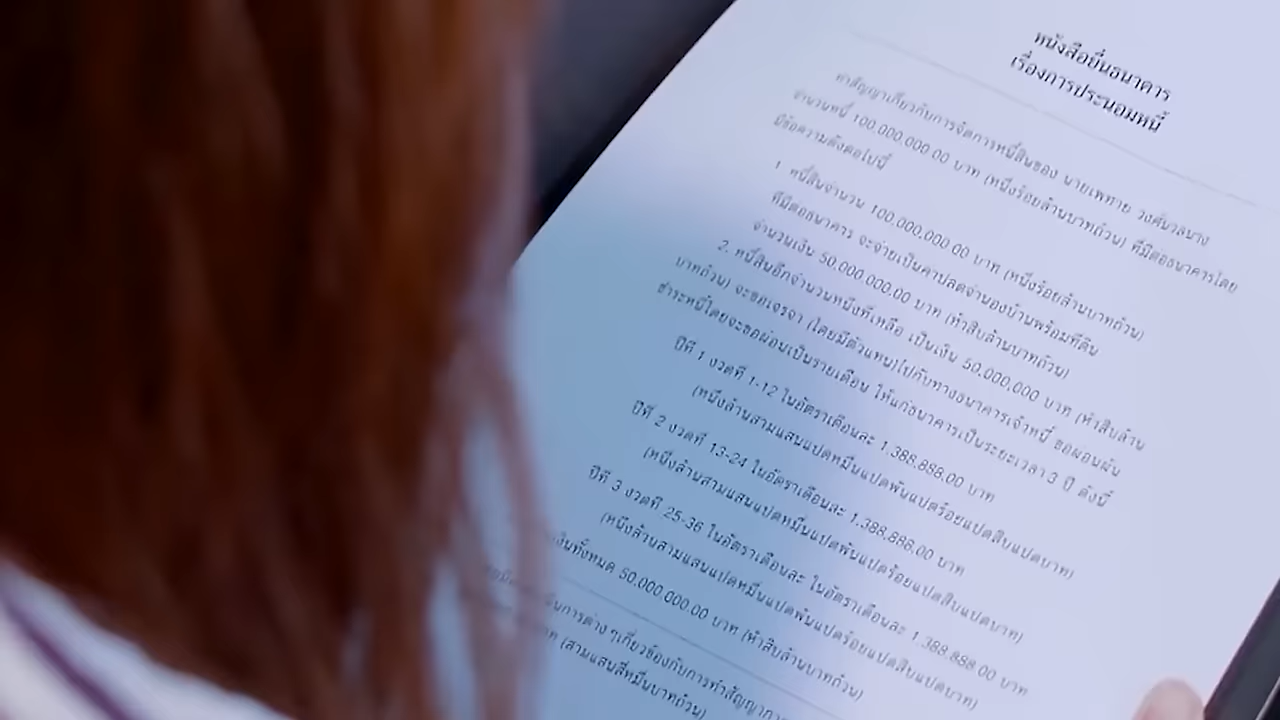 หนังสือยื่นธนาคาร
เรื่องการประนอมหนี้
คำสัญญาเกี่ยวกับการจัดการหนี้สินของ นายเพทาย วงศ์นวลนาง
จำนวนหนี้ 100,000,000.00 บาท (หนึ่งร้อยล้านบาทถ้วน) ที่มีต่อธนาคารโดย
มีข้อความดังต่อไปนี้
1. หนี้สินจำนวน 100,000,000.00 บาท (หนึ่งร้อยล้านบาทถ้วน)
ที่มีต่อธนาคาร จะจ่ายเป็นค่าปลดจำนองบ้านพร้อมที่ดิน
จำนวนเงิน 50,000,000.00 บาท (ห้าสิบล้านบาทถ้วน)
2. หนี้สินอีกจำนวนหนึ่งที่เหลือ เป็นเงิน 50,000,000 บาท (ห้าสิบล้าน
บาทถ้วน) จะขอเจรจา (โดยมีตัวแทน)ไปกับทางธนาคารเจ้าหนี้ ขอผ่อนผัน
ชำระหนี้โดยจะขอผ่อนเป็นรายเดือน ให้แก่ธนาคารเป็นระยะเวลา 3 ปี ดังนี้
ปีที่ 1 งวดที่ 1-12 ในอัตราเดือนละ 1,388,888.00 บาท
(หนึ่งล้านสามแสนแปดหมื่นแปดพันแปดร้อยแปดสิบแปดบาท)
ปีที่ 2 งวดที่ 13-24 ในอัตราเดือนละ 1,388,888.00 บาท
(หนึ่งล้านสามแสนแปดหมื่นแปดพันแปดร้อยแปดสิบแปดบาท)
ปีที่ 3 งวดที่ 25-36 ในอัตราเดือนละ ในอัตราเดือนละ 1,388,888.00 บาท
(หนึ่งล้านสามแสนแปดหมื่นแปดพันแปดร้อยแปดสิบแปดบาท)
เงินทั้งหมด 50,000,000.00 บาท (ห้าสิบล้านบาทถ้วน)
การต่างๆเกี่ยวข้องกับการทำสัญญา
(สามแสนสี่หมื่นบาทถ้วน)